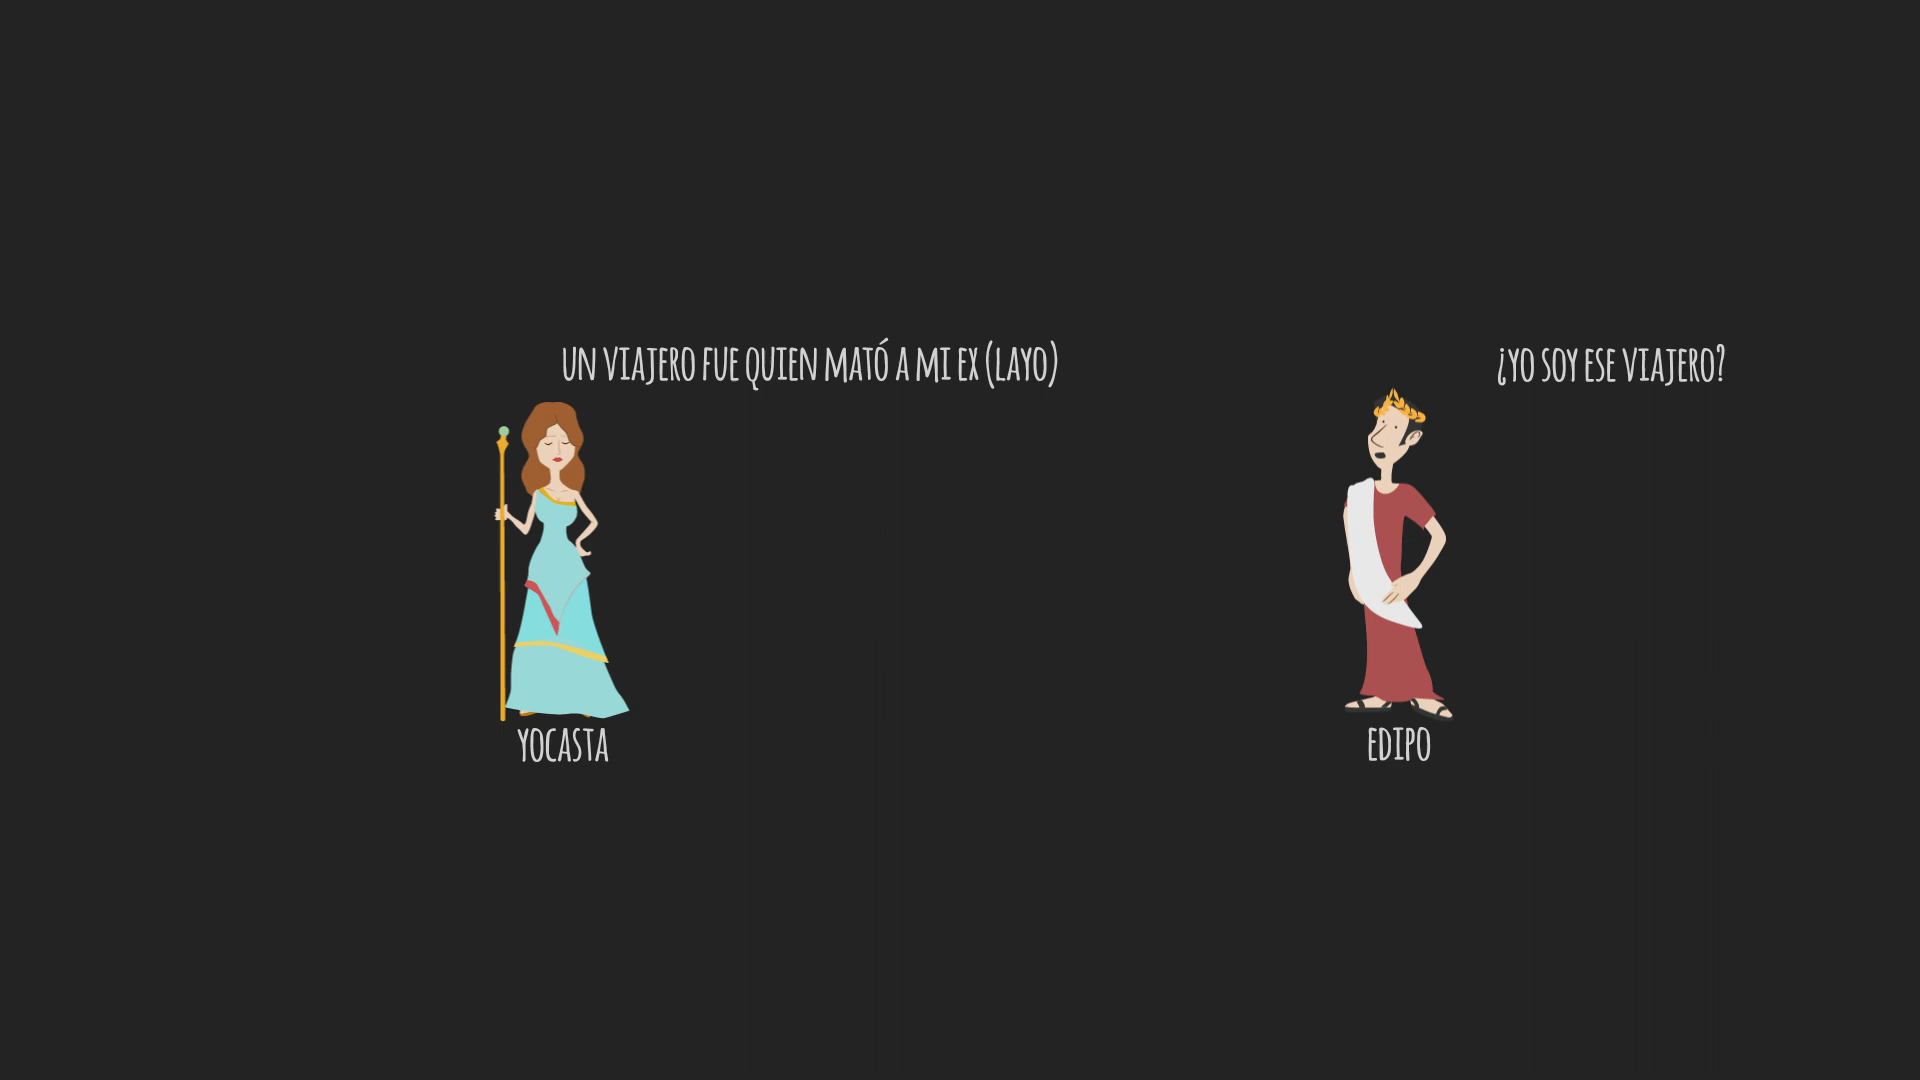 UN VIAJERO FUE QUIEN MATÓ A MI EX (LAYO)
¿YO SOY ESE VIAJERO?
YOCASTA
EDIPO